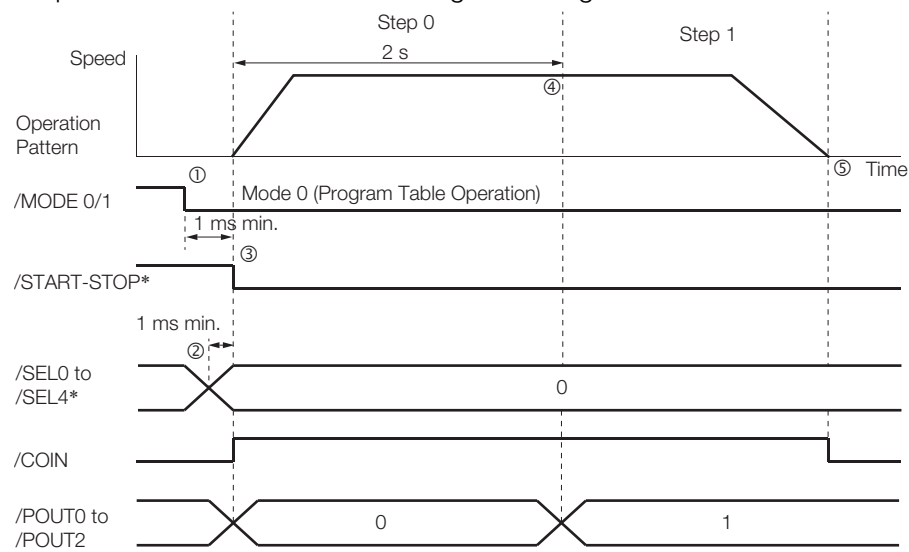 Step 0
Step 1
Speed
2 s
④
Operation
Pattern
⑤ Time
①
/MODE 0/1
Mode 0 (Program Table Operation)
1 ms min.
③
/START-STOP*
1 ms min.
②
/SEL0 to
/SEL4*
0
/COIN
/POUT0 to
/POUT2
0
1